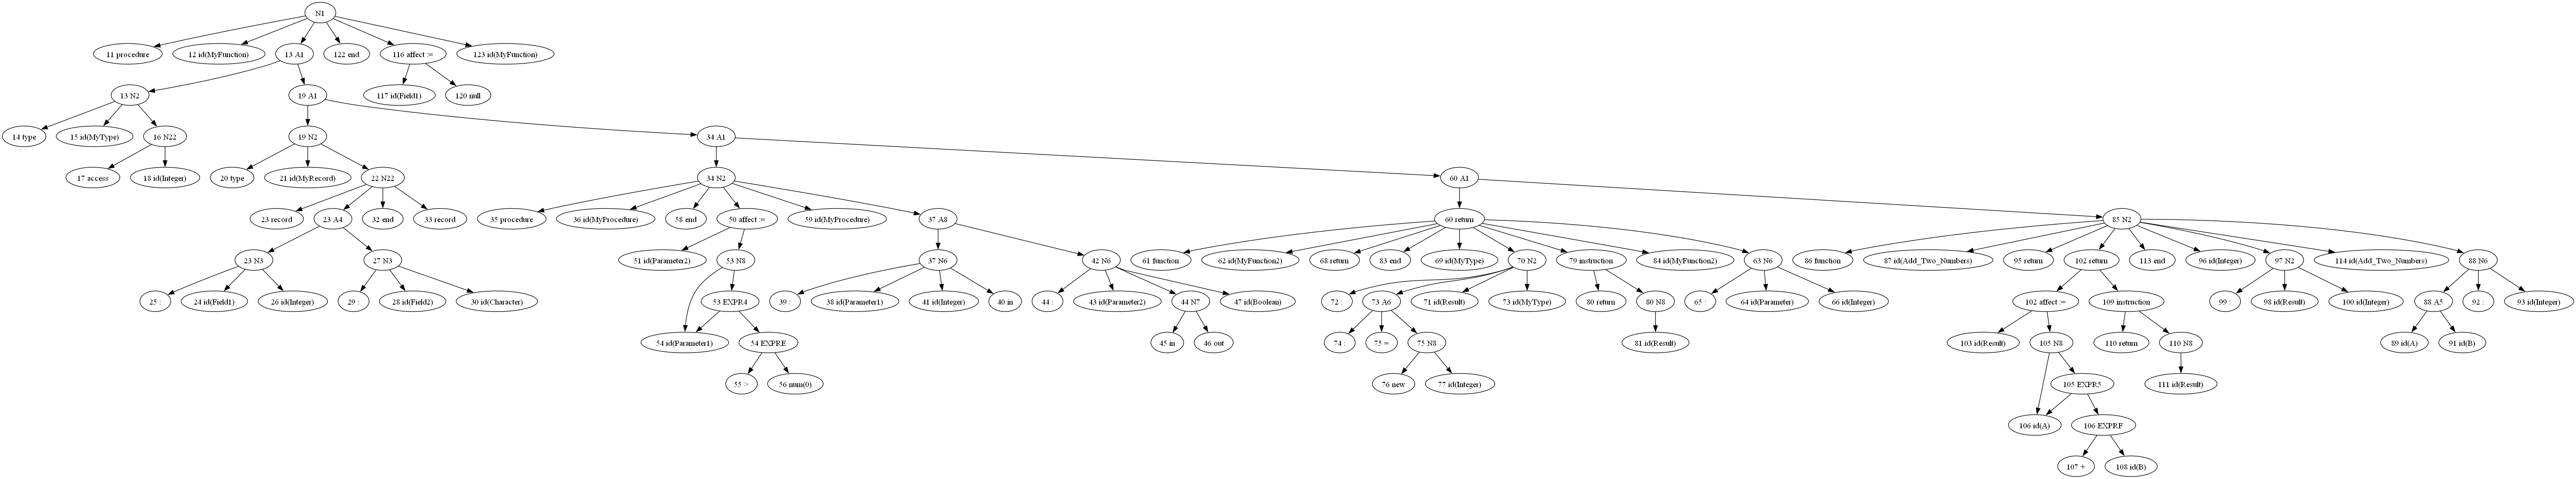 N1
11 procedure
12 id(MyFunction)
13 A1
122 end
116 affect :=
123 id(MyFunction)
13 N2
19 A1
117 id(Field1)
120 null
14 type
15 id(MyType)
16 N22
19 N2
34 A1
17 access
18 id(Integer)
20 type
21 id(MyRecord)
22 N22
34 N2
60 A1
23 record
23 A4
32 end
33 record
35 procedure
36 id(MyProcedure)
58 end
50 affect :=
59 id(MyProcedure)
37 A8
60 return
85 N2
23 N3
27 N3
51 id(Parameter2)
53 N8
37 N6
42 N6
61 function
62 id(MyFunction2)
68 return
83 end
69 id(MyType)
70 N2
79 instruction
84 id(MyFunction2)
63 N6
86 function
87 id(Add_Two_Numbers)
95 return
102 return
113 end
96 id(Integer)
97 N2
114 id(Add_Two_Numbers)
88 N6
25 :
24 id(Field1)
26 id(Integer)
29 :
28 id(Field2)
30 id(Character)
53 EXPR4
39 :
38 id(Parameter1)
41 id(Integer)
40 in
44 :
43 id(Parameter2)
44 N7
47 id(Boolean)
72 :
73 A6
71 id(Result)
73 id(MyType)
80 return
80 N8
65 :
64 id(Parameter)
66 id(Integer)
102 affect :=
109 instruction
99 :
98 id(Result)
100 id(Integer)
88 A5
92 :
93 id(Integer)
54 id(Parameter1)
54 EXPRE
45 in
46 out
74 :
75 =
75 N8
81 id(Result)
103 id(Result)
105 N8
110 return
110 N8
89 id(A)
91 id(B)
55 >
56 num(0)
76 new
77 id(Integer)
105 EXPR5
111 id(Result)
106 id(A)
106 EXPRF
107 +
108 id(B)